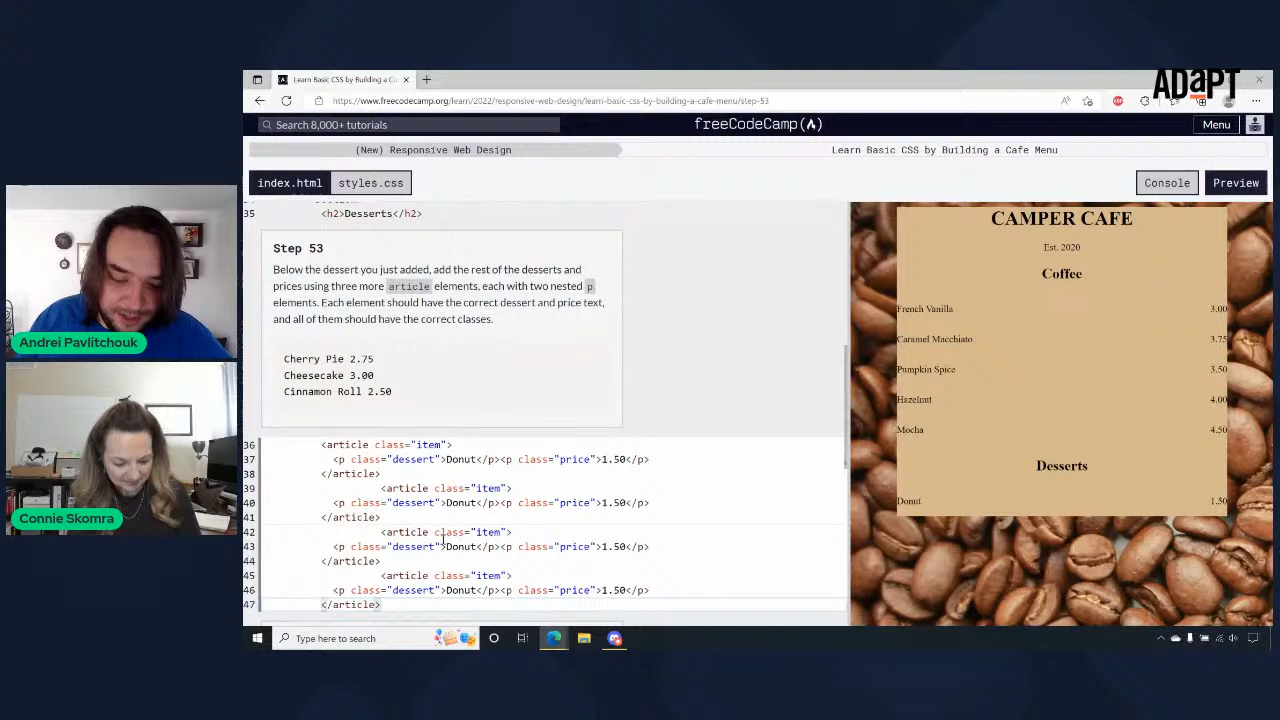 ADaPT
Learn Basic CSS by Building a Ca
https://www.freecodecamp.org/learn/2022/responsive-web-design/learn-basic-css-by-building-a-cafe-menu/step-53
Search 8,000+ tutorials
freeCodeCamp
Menu
(New) Responsive Web Design
Learn Basic CSS by Building a Cafe Menu
index.html
styles.css
Console
Preview
35 <h2>Desserts</h2>
Step 53
Below the dessert you just added, add the rest of the desserts and
prices using three more article elements, each with two nested p
elements. Each element should have the correct dessert and price text,
and all of them should have the correct classes.
Cherry Pie 2.75
Cheesecake 3.00
Cinnamon Roll 2.50
36 <article class="item">
37 <p class="dessert">Donut</p><p class="price">1.50</p>
38 </article>
39 <article class="item">
40 <p class="dessert">Donut</p><p class="price">1.50</p>
41 </article>
42 <article class="item">
43 <p class="dessert">Donut</p><p class="price">1.50</p>
44 </article>
45 <article class="item">
46 <p class="dessert">Donut</p><p class="price">1.50</p>
47 </article>
CAMPER CAFE
Est. 2020
Coffee
French Vanilla 3.00
Caramel Macchiato 3.75
Pumpkin Spice 3.50
Hazelnut 4.00
Mocha 4.50
Desserts
Donut 1.50
Andrei Pavlitchouk
Connie Skomra
Type here to search